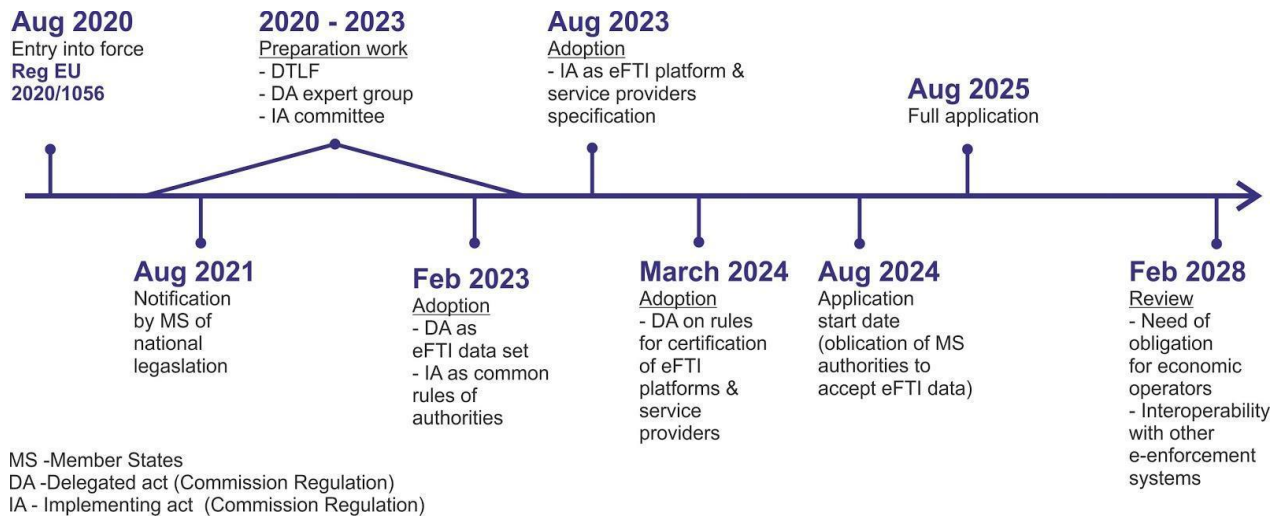 Aug 2020
Entry into force
Reg EU
2020/1056
2020 - 2023
Preparation work
- DTLF
- DA expert group
- IA committee
Aug 2023
Adoption
- IA as eFTI platform &
service providers
specification
Aug 2025
Full application
Aug 2021
Notification
by MS of
national
legaslation
Feb 2023
Adoption
- DA as
eFTI data set
- IA as common
rules of
authorities
March 2024
Adoption
- DA on rules
for certification
of eFTI
platforms &
service
providers
Aug 2024
Application
start date
(oblication of MS
authorities to
accept eFTI data)
Feb 2028
Review
- Need of
obligation
for economic
operators
- Interoperability
with other
e-enforcement
systems
MS -Member States
DA -Delegated act (Commission Regulation)
IA - Implementing act (Commission Regulation)